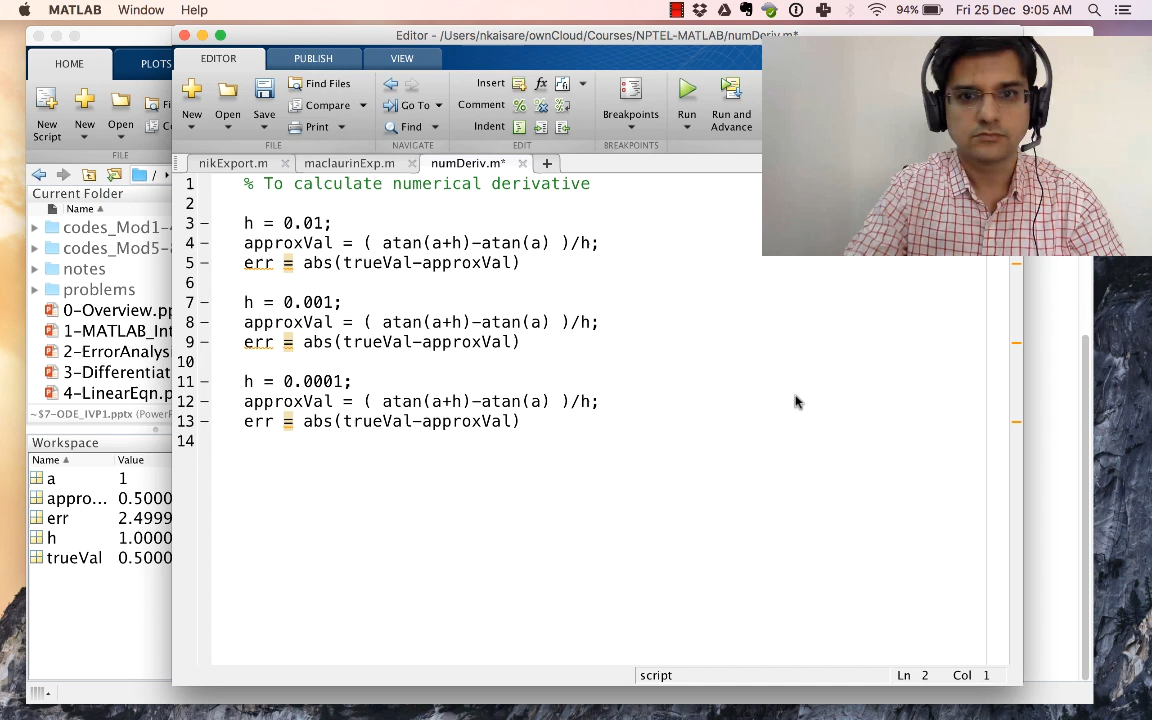 MATLAB Window Help 94% Fri 25 Dec 9:05 AM
Editor - /Users/nkaisare/ownCloud/Courses/NPTEL-MATLAB/numDeriv.m*
HOME PLOTS EDITOR PUBLISH VIEW
New Script New Open
FILE
New Open Save Find Files Compare Print
FILE
Go To Find
NAVIGATE
Insert fx
Comment
Indent
EDIT
Breakpoints
BREAKPOINTS
Run Run and Advance
nikExport.m maclaurinExp.m numDeriv.m*
Current Folder
Name
codes_Mod1-
codes_Mod5-
notes
problems
0-Overview.pp
1-MATLAB_Int
2-ErrorAnalys
3-Differentiat
4-LinearEqn.p
~$7-ODE_IVP1.pptx (Power
Workspace
Name Value
a 1
appro... 0.5000
err 2.4999
h 1.0000
trueVal 0.5000
1 % To calculate numerical derivative
2
3 h = 0.01;
4 approxVal = ( atan(a+h)-atan(a) )/h;
5 err = abs(trueVal-approxVal)
6
7 h = 0.001;
8 approxVal = ( atan(a+h)-atan(a) )/h;
9 err = abs(trueVal-approxVal)
10
11 h = 0.0001;
12 approxVal = ( atan(a+h)-atan(a) )/h;
13 err = abs(trueVal-approxVal)
14
script Ln 2 Col 1